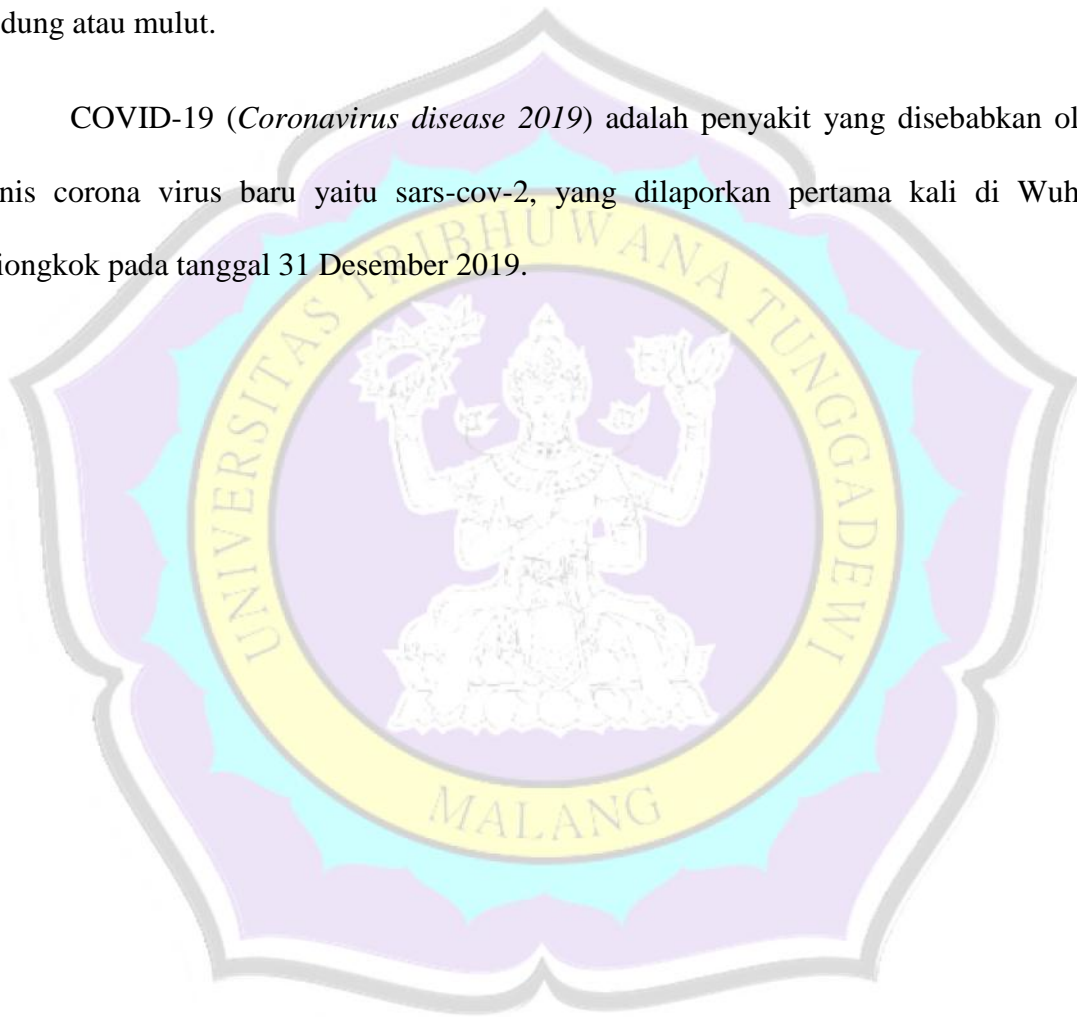 dung atau mulut.
COVID-19 (Coronavirus disease 2019) adalah penyakit yang disebabkan ol
nis corona virus baru yaitu sars-cov-2, yang dilaporkan pertama kali di Wuh
iongkok pada tanggal 31 Desember 2019.
UNIVERSITAS TRIBHUWANA TUNGGADEWI
MALANG